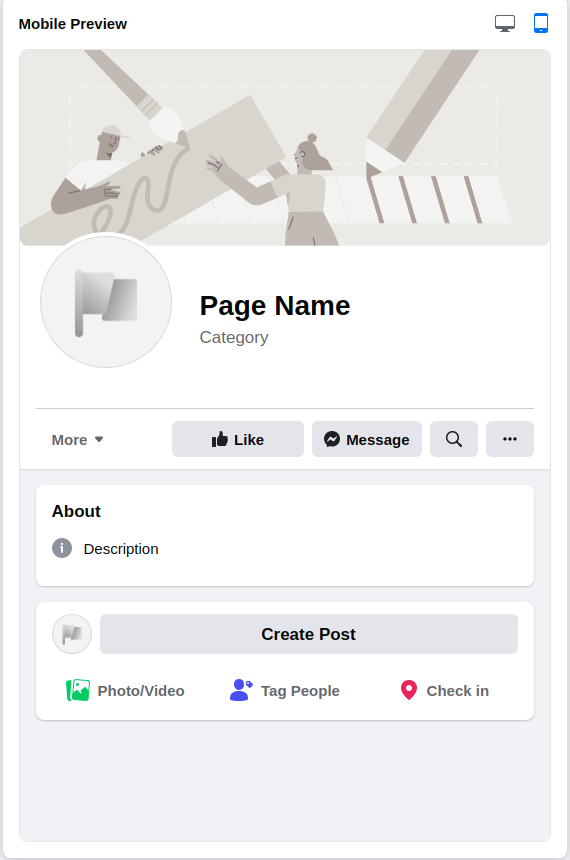 Mobile Preview
Page Name
Category
More
Like
Message
About
Description
Create Post
Photo/Video
Tag People
Check in